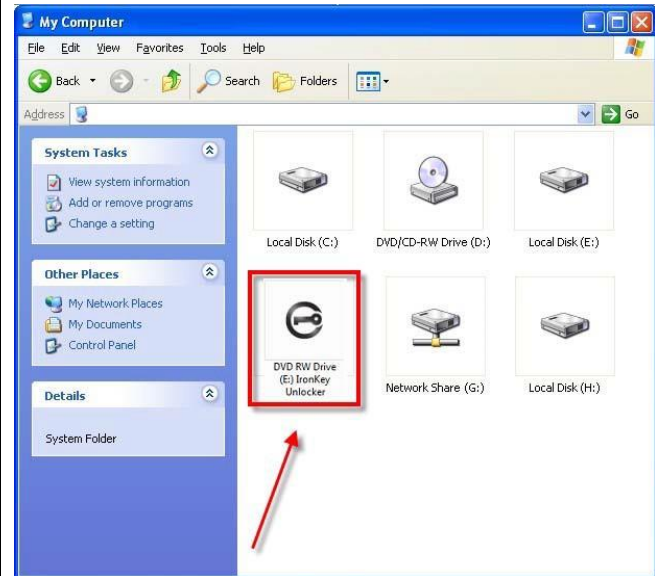 My Computer
File Edit View Favorites Tools Help
Back Search Folders
Address Go
System Tasks
View system information
Add or remove programs
Change a setting
Other Places
My Network Places
My Documents
Control Panel
Details
System Folder
Local Disk (C:) DVD/CD-RW Drive (D:) Local Disk (E:)
DVD RW Drive
(E:) IronKey
Unlocker
Network Share (G:) Local Disk (H:)